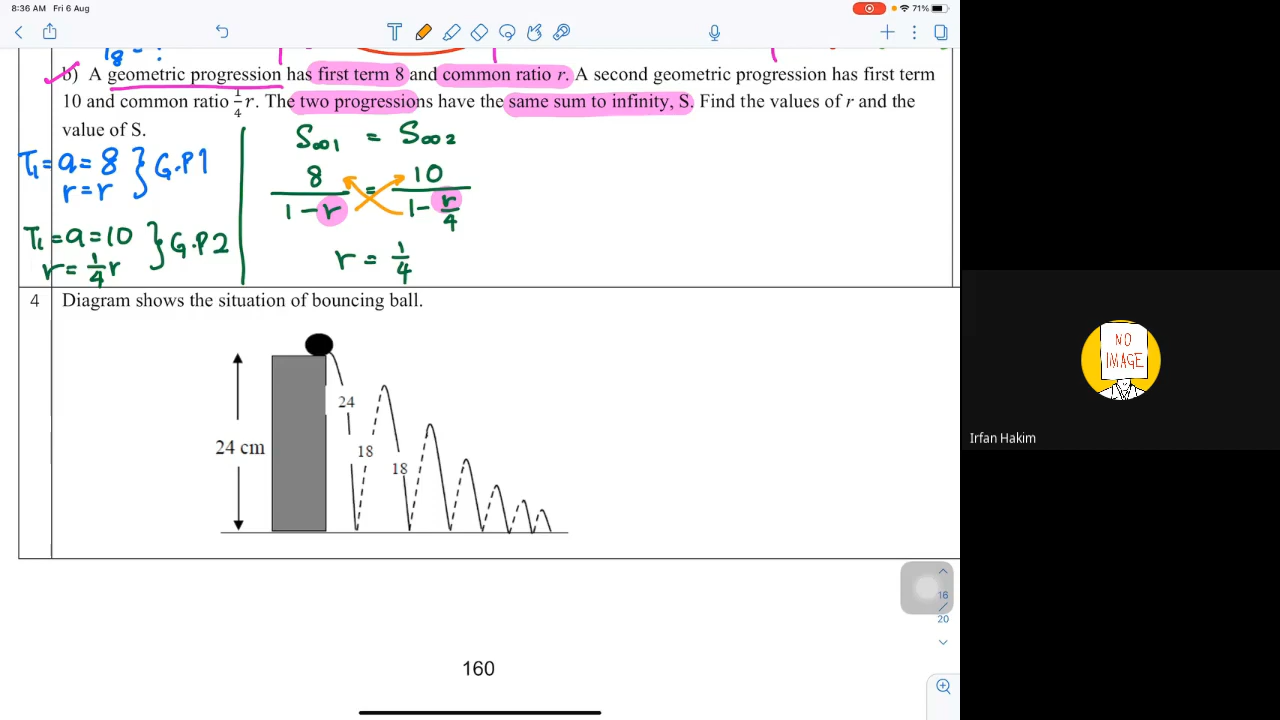 8:36 AM Fri 6 Aug
71%
18 = ?
b) A geometric progression has first term 8 and common ratio r. A second geometric progression has first term
10 and common ratio 1/4 r. The two progressions have the same sum to infinity, S. Find the values of r and the
value of S.
T1 = a = 8 } G.P1
r = r
T1 = a = 10 } G.P2
r = 1/4 r
S∞1 = S∞2
8/(1 - r) = 10/(1 - r/4)
r = 1/4
4 Diagram shows the situation of bouncing ball.
24
24 cm
18
18
NO
IMAGE
Irfan Hakim
16
/
20
160